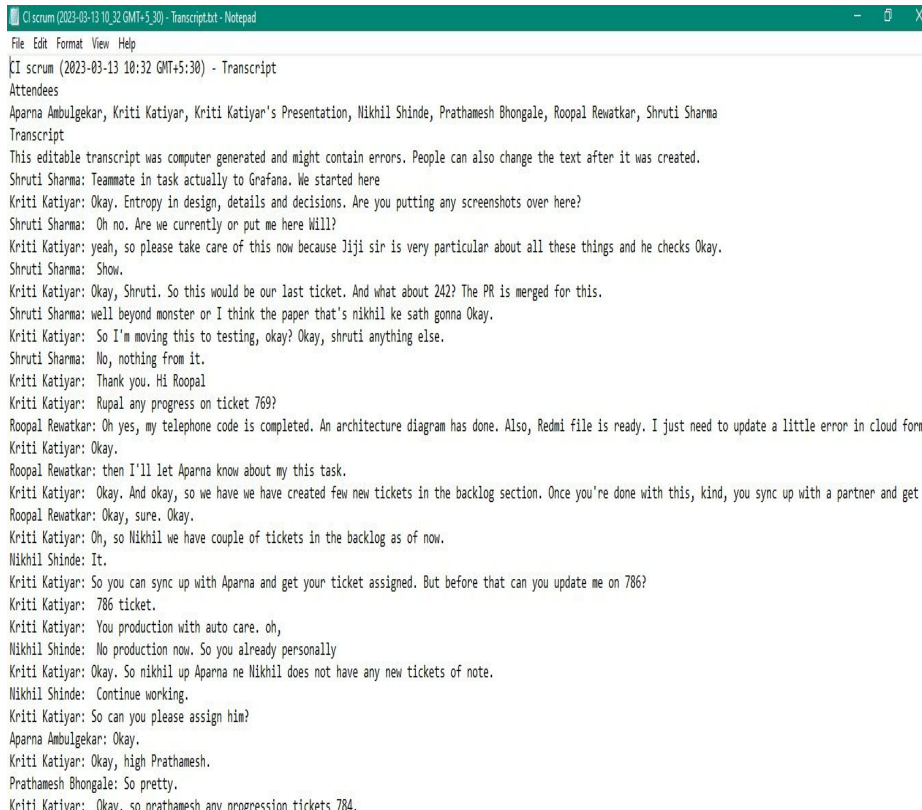 CI scrum (2023-03-13 10_32 GMT+5_30) - Transcript.txt - Notepad
File Edit Format View Help
CI scrum (2023-03-13 10:32 GMT+5:30) - Transcript
Attendees
Aparna Ambulgekar, Kriti Katiyar, Kriti Katiyar's Presentation, Nikhil Shinde, Prathamesh Bhongale, Roopal Rewatkar, Shruti Sharma
Transcript
This editable transcript was computer generated and might contain errors. People can also change the text after it was created.
Shruti Sharma: Teammate in task actually to Grafana. We started here
Kriti Katiyar: Okay. Entropy in design, details and decisions. Are you putting any screenshots over here?
Shruti Sharma: Oh no. Are we currently or put me here Will?
Kriti Katiyar: yeah, so please take care of this now because Jiji sir is very particular about all these things and he checks Okay.
Shruti Sharma: Show.
Kriti Katiyar: Okay, Shruti. So this would be our last ticket. And what about 242? The PR is merged for this.
Shruti Sharma: well beyond monster or I think the paper that's nikhil ke sath gonna Okay.
Kriti Katiyar: So I'm moving this to testing, okay? Okay, shruti anything else.
Shruti Sharma: No, nothing from it.
Kriti Katiyar: Thank you. Hi Roopal
Kriti Katiyar: Rupal any progress on ticket 769?
Roopal Rewatkar: Oh yes, my telephone code is completed. An architecture diagram has done. Also, Redmi file is ready. I just need to update a little error in cloud form
Kriti Katiyar: Okay.
Roopal Rewatkar: then I'll let Aparna know about my this task.
Kriti Katiyar: Okay. And okay, so we have we have created few new tickets in the backlog section. Once you're done with this, kind, you sync up with a partner and get
Roopal Rewatkar: Okay, sure. Okay.
Kriti Katiyar: Oh, so Nikhil we have couple of tickets in the backlog as of now.
Nikhil Shinde: It.
Kriti Katiyar: So you can sync up with Aparna and get your ticket assigned. But before that can you update me on 786?
Kriti Katiyar: 786 ticket.
Kriti Katiyar: You production with auto care. oh,
Nikhil Shinde: No production now. So you already personally
Kriti Katiyar: Okay. So nikhil up Aparna ne Nikhil does not have any new tickets of note.
Nikhil Shinde: Continue working.
Kriti Katiyar: So can you please assign him?
Aparna Ambulgekar: Okay.
Kriti Katiyar: Okay, high Prathamesh.
Prathamesh Bhongale: So pretty.
Kriti Katiyar: Okay, so prathamesh any progression tickets 784.